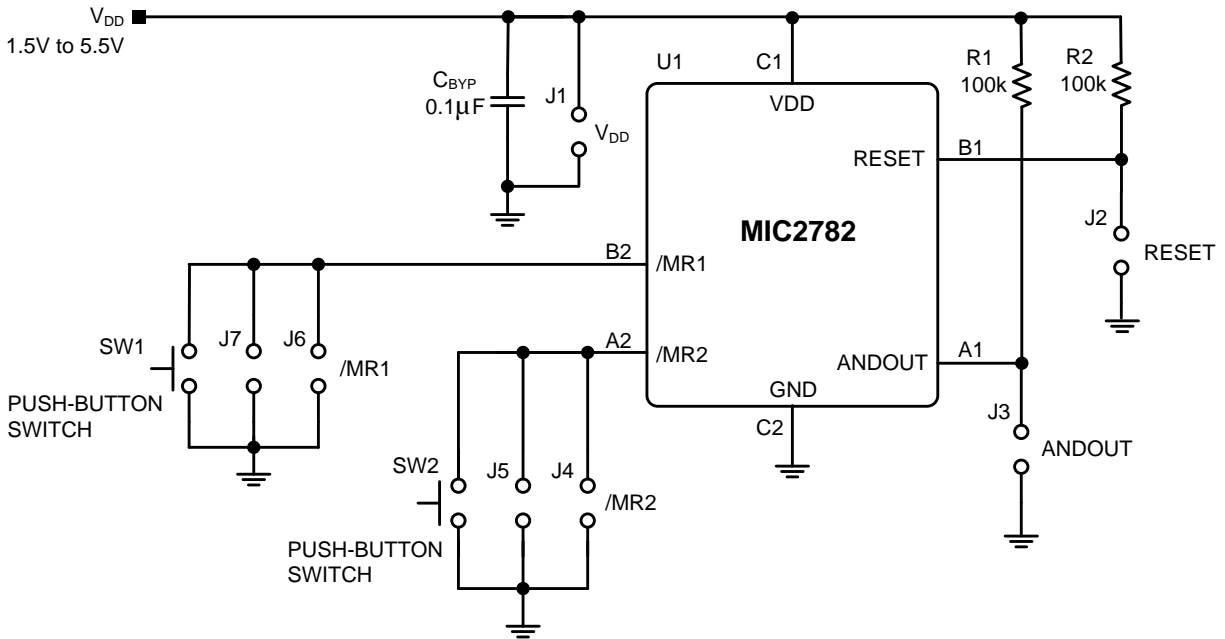 VDD
1.5V to 5.5V
CBYP
0.1µF
J1
VDD
U1
C1
VDD
R1
100k
R2
100k
RESET
B1
MIC2782
J2
RESET
B2
/MR1
A2
/MR2
ANDOUT
A1
GND
C2
J3
ANDOUT
SW1
J7
J6
/MR1
PUSH-BUTTON
SWITCH
SW2
J5
J4
/MR2
PUSH-BUTTON
SWITCH